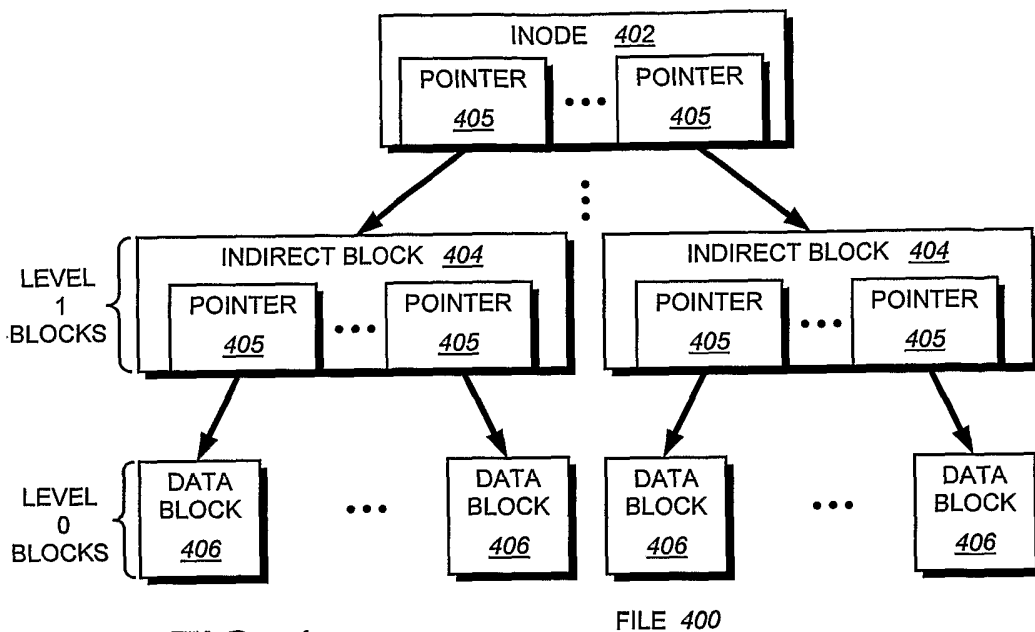 INODE 402
POINTER POINTER
405 ... 405
INDIRECT BLOCK 404 INDIRECT BLOCK 404
LEVEL
1
BLOCKS
POINTER POINTER POINTER POINTER
405 ... 405 405 ... 405
LEVEL
0
BLOCKS
DATA BLOCK 406 ... DATA BLOCK 406 DATA BLOCK 406 ... DATA BLOCK 406
FILE 400